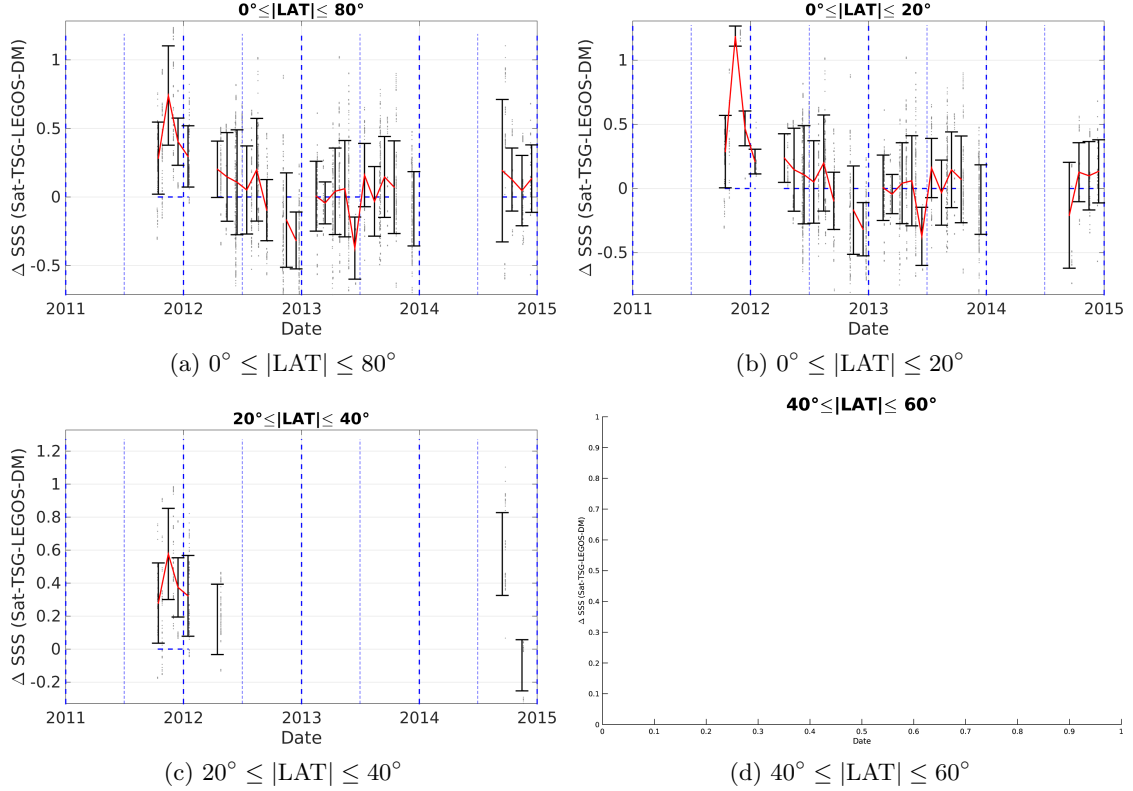 0°≤|LAT|≤ 80°
Δ SSS (Sat-TSG-LEGOS-DM)
1
0.5
0
-0.5
2011 2012 2013 2014 2015
Date
(a) 0° ≤ |LAT| ≤ 80°
0°≤|LAT|≤ 20°
Δ SSS (Sat-TSG-LEGOS-DM)
1
0.5
0
-0.5
2011 2012 2013 2014 2015
Date
(b) 0° ≤ |LAT| ≤ 20°
20°≤|LAT|≤ 40°
Δ SSS (Sat-TSG-LEGOS-DM)
1.2
1
0.8
0.6
0.4
0.2
0
-0.2
2011 2012 2013 2014 2015
Date
(c) 20° ≤ |LAT| ≤ 40°
40°≤|LAT|≤ 60°
Δ SSS (Sat-TSG-LEGOS-DM)
1
0.9
0.8
0.7
0.6
0.5
0.4
0.3
0.2
0.1
0
0 0.1 0.2 0.3 0.4 0.5 0.6 0.7 0.8 0.9 1
Date
(d) 40° ≤ |LAT| ≤ 60°